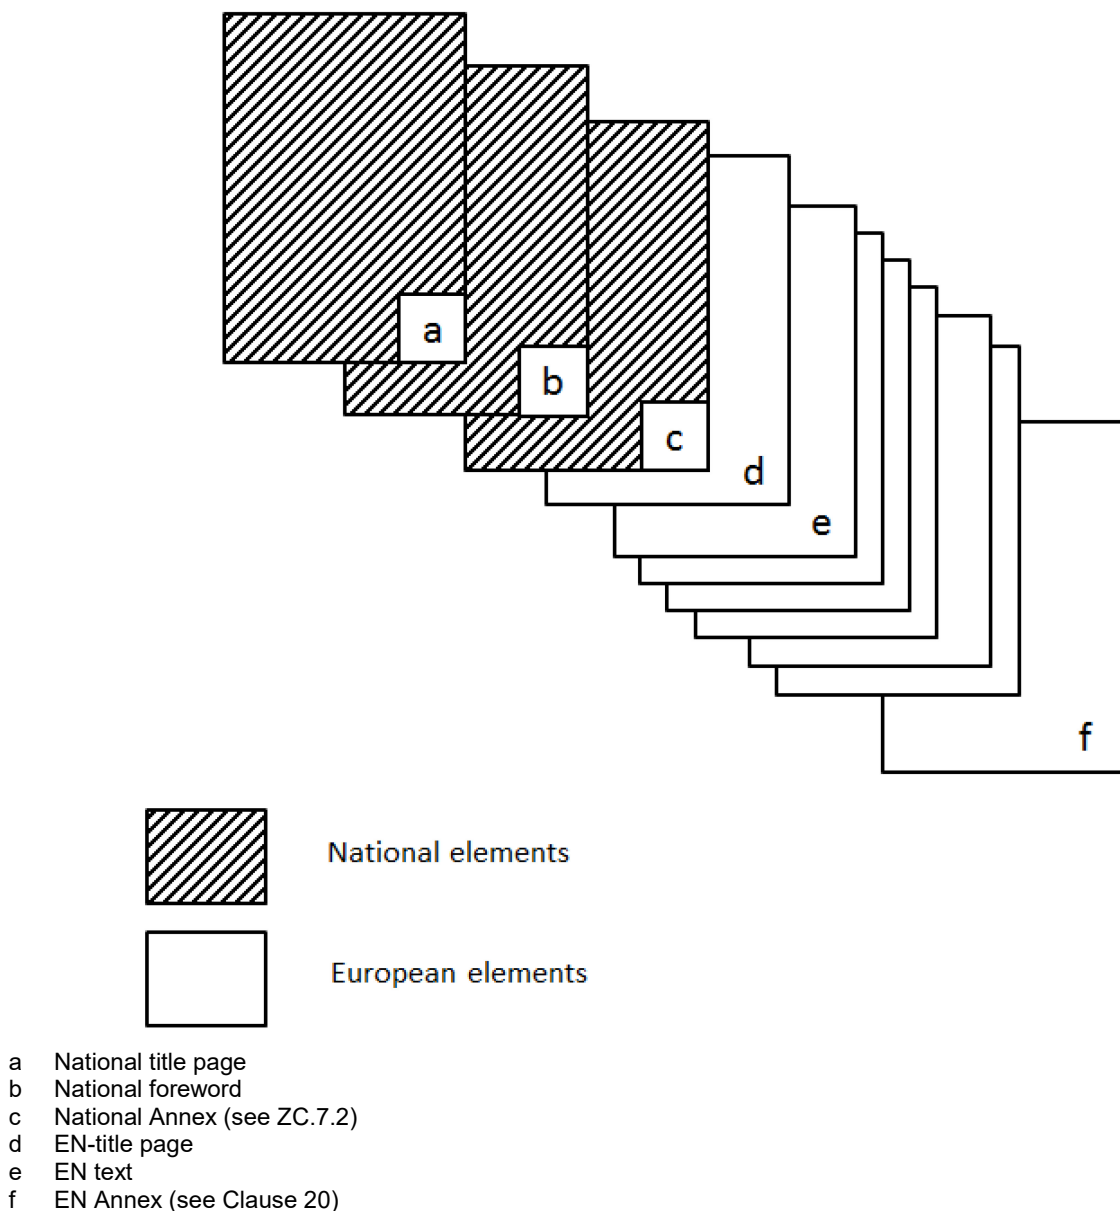 a
b
c
d
e
f
National elements
European elements
a National title page
b National foreword
c National Annex (see ZC.7.2)
d EN-title page
e EN text
f EN Annex (see Clause 20)